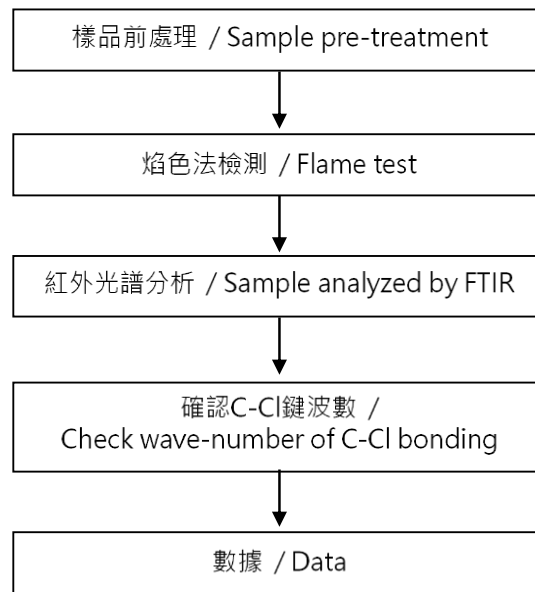 樣品前處理 / Sample pre-treatment
焰色法檢測 / Flame test
紅外光譜分析 / Sample analyzed by FTIR
確認C-Cl鍵波數 /
Check wave-number of C-Cl bonding
數據 / Data